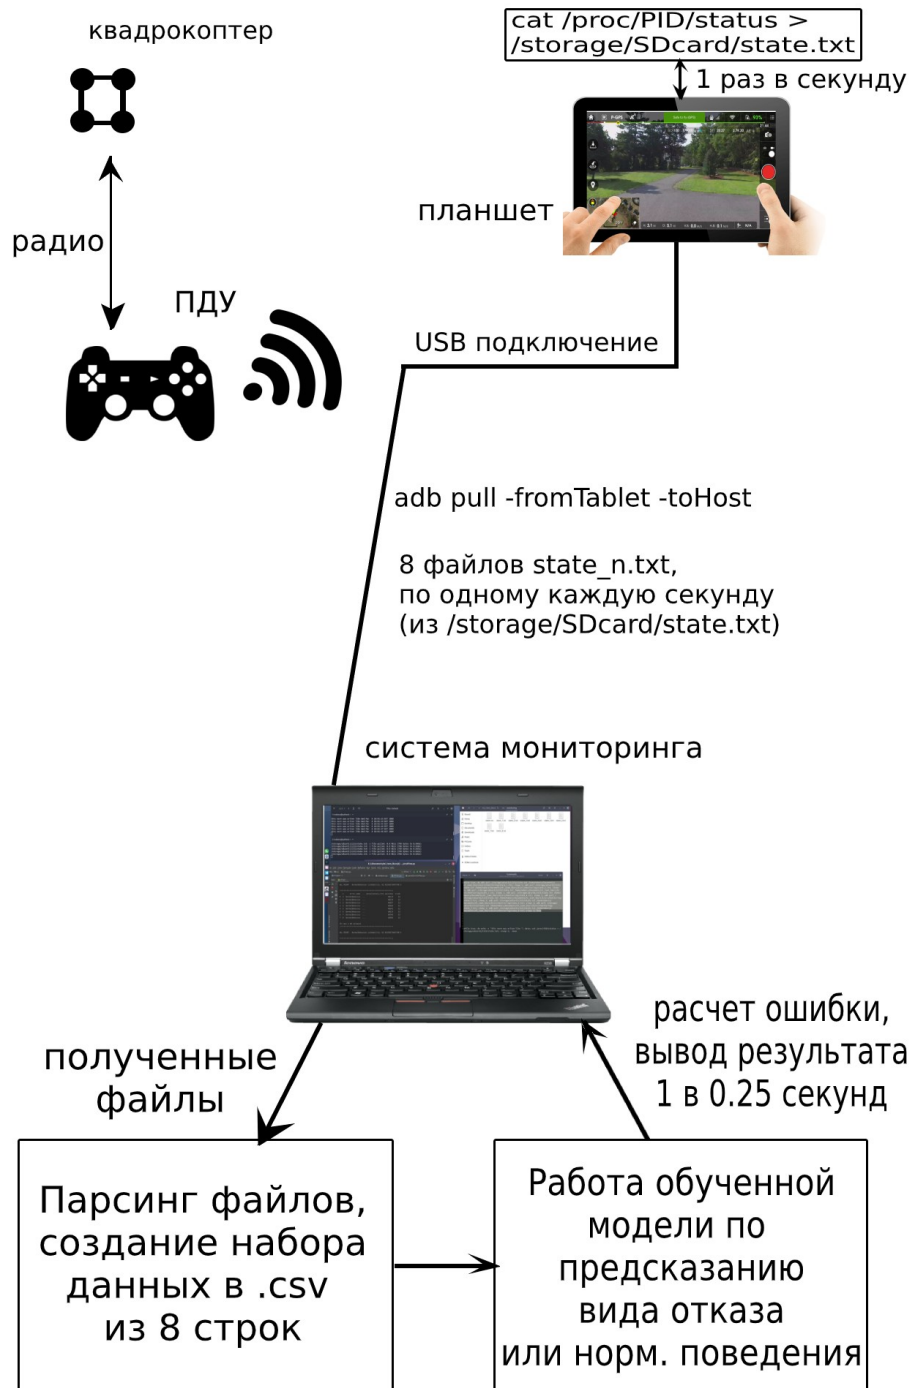 квадрокоптер
cat /proc/PID/status >
/storage/SDcard/state.txt
1 раз в секунду
планшет
радио
ПДУ
USB подключение
adb pull -fromTablet -toHost
8 файлов state_n.txt,
по одному каждую секунду
(из /storage/SDcard/state.txt)
система мониторинга
полученные
файлы
расчет ошибки,
вывод результата
1 в 0.25 секунд
Парсинг файлов,
создание набора
данных в .csv
из 8 строк
Работа обученной
модели по
предсказанию
вида отказа
или норм. поведения